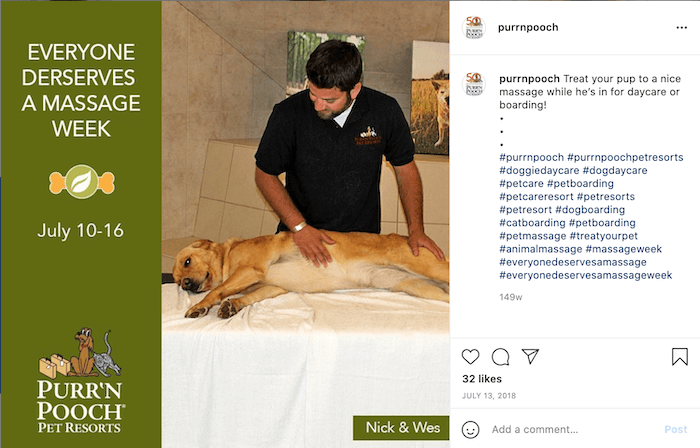 EVERYONE
DERSERVES
A MASSAGE
WEEK
July 10-16
PURR'N
POOCH
PET RESORTS
Nick & Wes
purrnpooch
purrnpooch Treat your pup to a nice
massage while he's in for daycare or
boarding!
•
•
•
#purrnpooch #purrnpoochpetresorts
#doggiedaycare #dogdaycare
#petcare #petboarding
#petcareresort #petresorts
#petresort #dogboarding
#catboarding #petboarding
#petmassage #treatyourpet
#animalmassage #massageweek
#everyonedeservesamassage
#everyonedeservesamassageweek
149w
32 likes
JULY 13, 2018
Add a comment...
Post